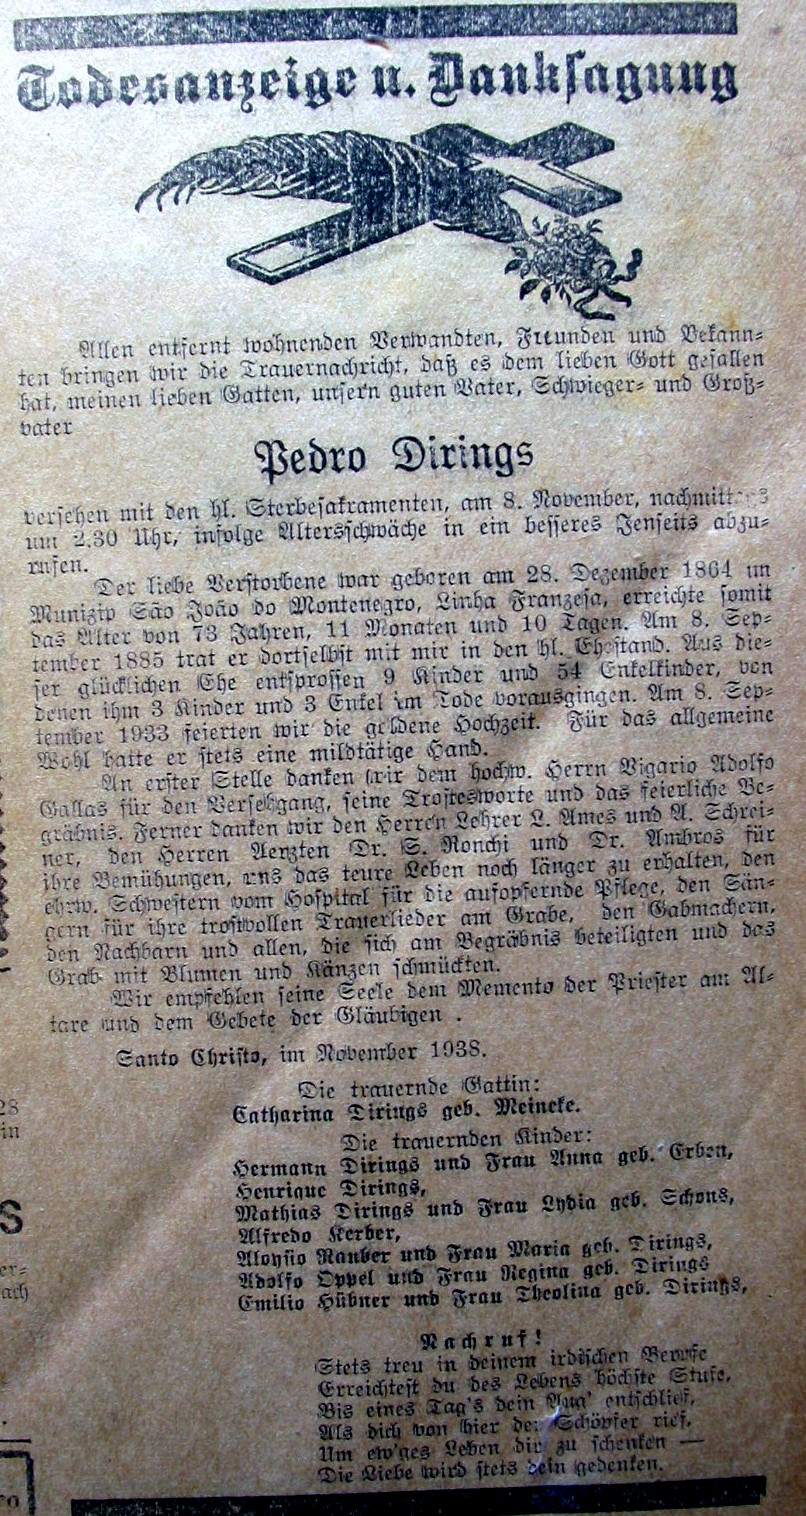 Todesanzeige u. Danksagung
Allen entfernt wohnenden Verwandten, Freunden und Bekann-
ten bringen wir die Trauernachricht, daß es dem lieben Gott gefallen
hat, meinen lieben Gatten, unsern guten Vater, Schwieger- und Groß-
vater
Pedro Dirings
versehen mit den hl. Sterbesakramenten, am 8. November, nachmittags
um 2.30 Uhr, infolge Altersschwäche in ein besseres Jenseits abzu-
rufen.
Der liebe Verstorbene war geboren am 28. Dezember 1864 im
Munizip São João do Montenegro, Linha Franzesa, erreichte somit
das Alter von 73 Jahren, 11 Monaten und 10 Tagen. Am 8. Sep-
tember 1885 trat er dortselbst mit mir in den hl. Ehestand. Aus die-
ser glücklichen Ehe entsprossen 9 Kinder und 54 Enkelkinder, von
denen ihm 3 Kinder und 3 Enkel im Tode vorausgingen. Am 8. Sep-
tember 1933 feierten wir die goldene Hochzeit. Für das allgemeine
Wohl hatte er stets eine mildtätige Hand.
An erster Stelle danken wir dem hochw. Herrn Vigario Adolfo
Gallas für den Versehgang, seine Trostesworte und das feierliche Be-
gräbnis. Ferner danken wir den Herren Lehrer L. Ames und A. Schrei-
ner, den Herren Aerzten Dr. S. Ronchi und Dr. Ambros für
ihre Bemühungen, uns das teure Leben noch länger zu erhalten, den
ehrw. Schwestern vom Hospital für die aufopfernde Pflege, den Sän-
gern für ihre trostvollen Trauerlieder am Grabe, den Gabmachern,
den Nachbarn und allen, die sich am Begräbnis beteiligten und das
Grab mit Blumen und Känzen schmückten.
Wir empfehlen seine Seele dem Memento der Priester am Al-
tare und dem Gebete der Gläubigen .
Santo Christo, im November 1938.
Die trauernde Gattin:
Catharina Dirings geb. Meincke.
Die trauernden Kinder:
Hermann Dirings und Frau Anna geb. Erben,
Henrique Dirings,
Mathias Dirings und Frau Lydia geb. Schons,
Alfredo Kerber,
Aloysio Rauber und Frau Maria geb. Dirings,
Adolfo Oppel und Frau Regina geb. Dirings
Emilio Hübner und Frau Theolina geb. Dirings,
Nachruf!
Stets treu in deinem irdischen Berufe
Erreichtest du des Lebens höchste Stufe,
Bis eines Tag's dein Aug' entschlief,
Als dich von hier der Schöpfer rief,
Um ew'ges Leben dir zu schenken —
Die Liebe wird stets dein gedenken.
28
in
S
er-
ach
ro